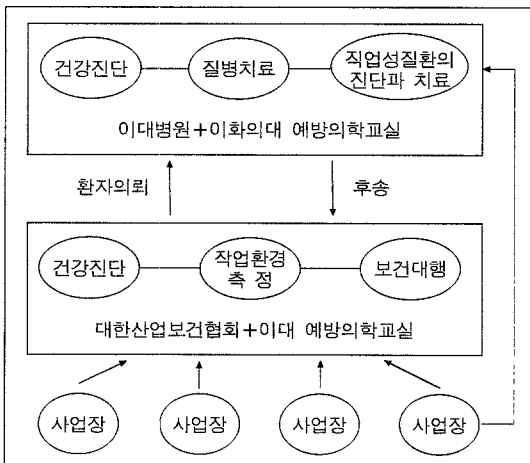 건강진단
질병치료
직업성질환의
진단과 치료
이대병원+이화의대 예방의학교실
환자의뢰
후송
건강진단
작업환경
측 정
보건대행
대한산업보건협회+이대 예방의학교실
사업장
사업장
사업장
사업장